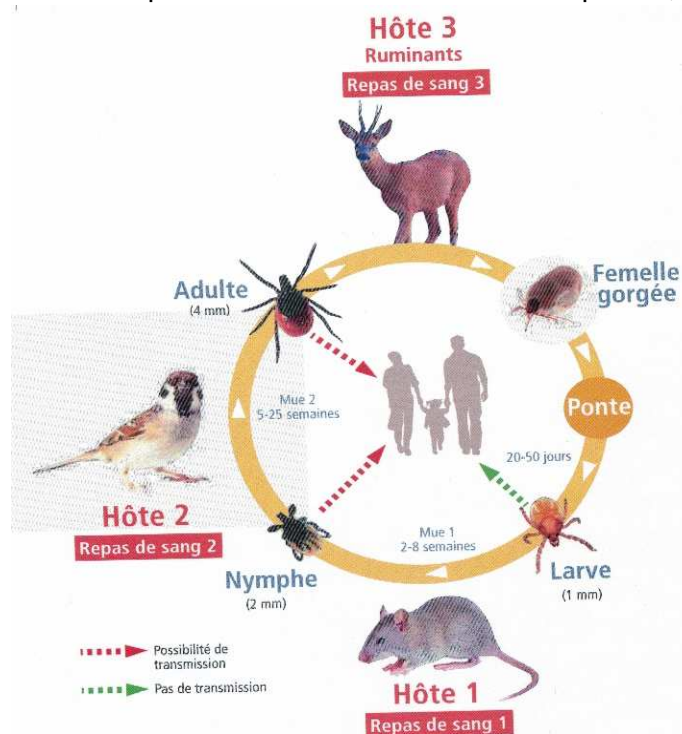 Hôte 3
Ruminants
Repas de sang 3
Adulte
(4 mm)
Femelle
gorgée
Mue 2
5-25 semaines
Ponte
20-50 jours
Hôte 2
Repas de sang 2
Mue 1
2-8 semaines
Nymphe
(2 mm)
Larve
(1 mm)
Possibilité de
transmission
Pas de transmission
Hôte 1
Repas de sang 1